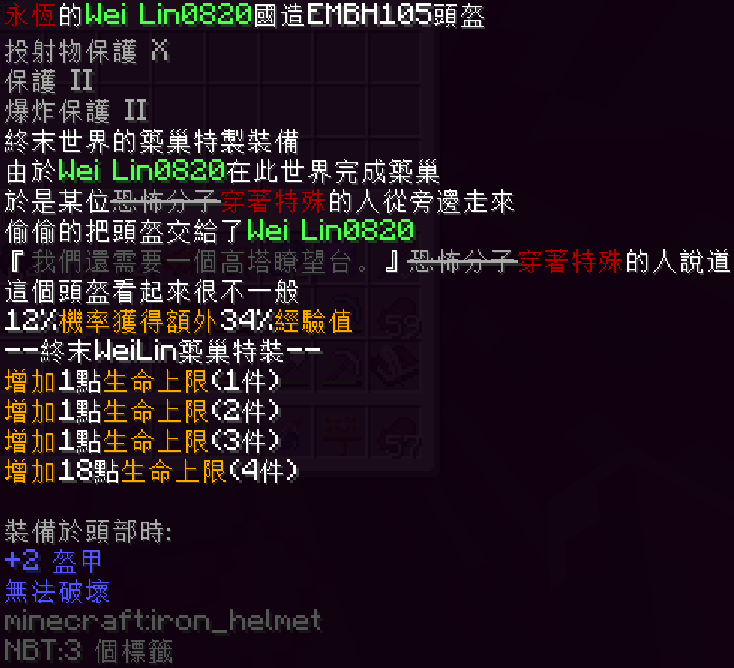 永恆的Wei Lin0820國造EMBH105頭盔
投射物保護 X
保護 II
爆炸保護 II
終末世界的築巢特製裝備
由於Wei Lin0820在此世界完成築巢
於是某位恐怖分子穿著特殊的人從旁邊走來
偷偷的把頭盔交給了Wei Lin0820
『我們還需要一個高塔瞭望台。』恐怖分子穿著特殊的人說道
這個頭盔看起來很不一般
12%機率獲得額外34%經驗值
--終末WeiLin築巢特裝--
增加1點生命上限(1件)
增加1點生命上限(2件)
增加1點生命上限(3件)
增加18點生命上限(4件)
裝備於頭部時:
+2 盔甲
無法破壞
minecraft:iron_helmet
NBT:3 個標籤
59
57